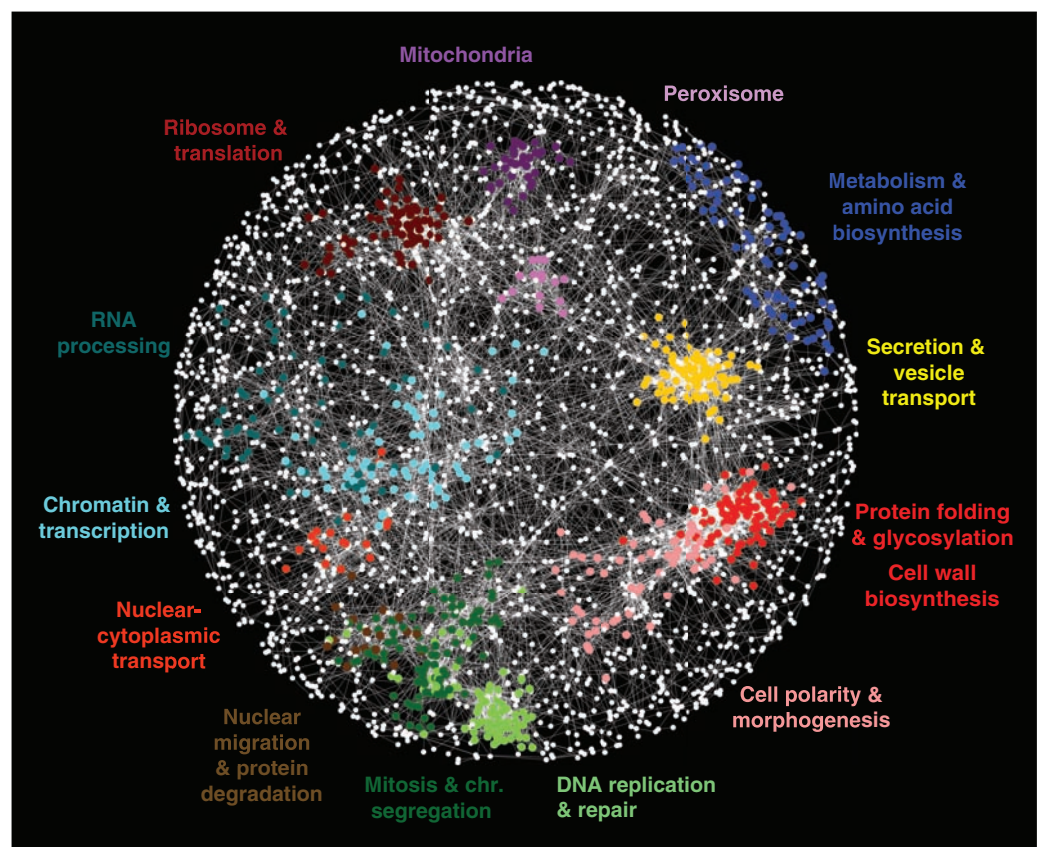 Mitochondria
Peroxisome
Ribosome &
translation
Metabolism &
amino acid
biosynthesis
RNA
processing
Secretion &
vesicle
transport
Chromatin &
transcription
Protein folding
& glycosylation
Cell wall
biosynthesis
Nuclear-
cytoplasmic
transport
Cell polarity &
morphogenesis
Nuclear
migration
& protein
degradation
Mitosis & chr.
segregation
DNA replication
& repair